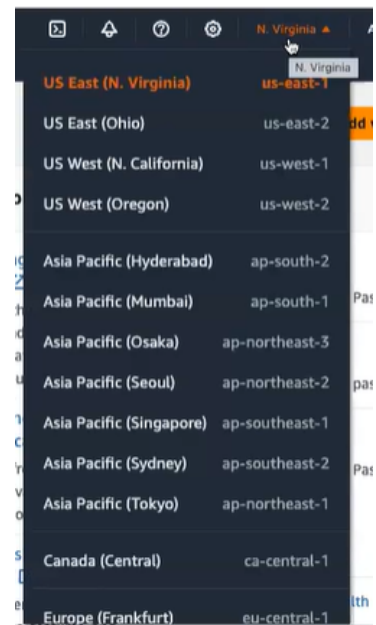 N. Virginia
N. Virginia
US East (N. Virginia) us-east-1
US East (Ohio) us-east-2
US West (N. California) us-west-1
US West (Oregon) us-west-2
Asia Pacific (Hyderabad) ap-south-2
Asia Pacific (Mumbai) ap-south-1
Asia Pacific (Osaka) ap-northeast-3
Asia Pacific (Seoul) ap-northeast-2
Asia Pacific (Singapore) ap-southeast-1
Asia Pacific (Sydney) ap-southeast-2
Asia Pacific (Tokyo) ap-northeast-1
Canada (Central) ca-central-1
Europe (Frankfurt) eu-central-1